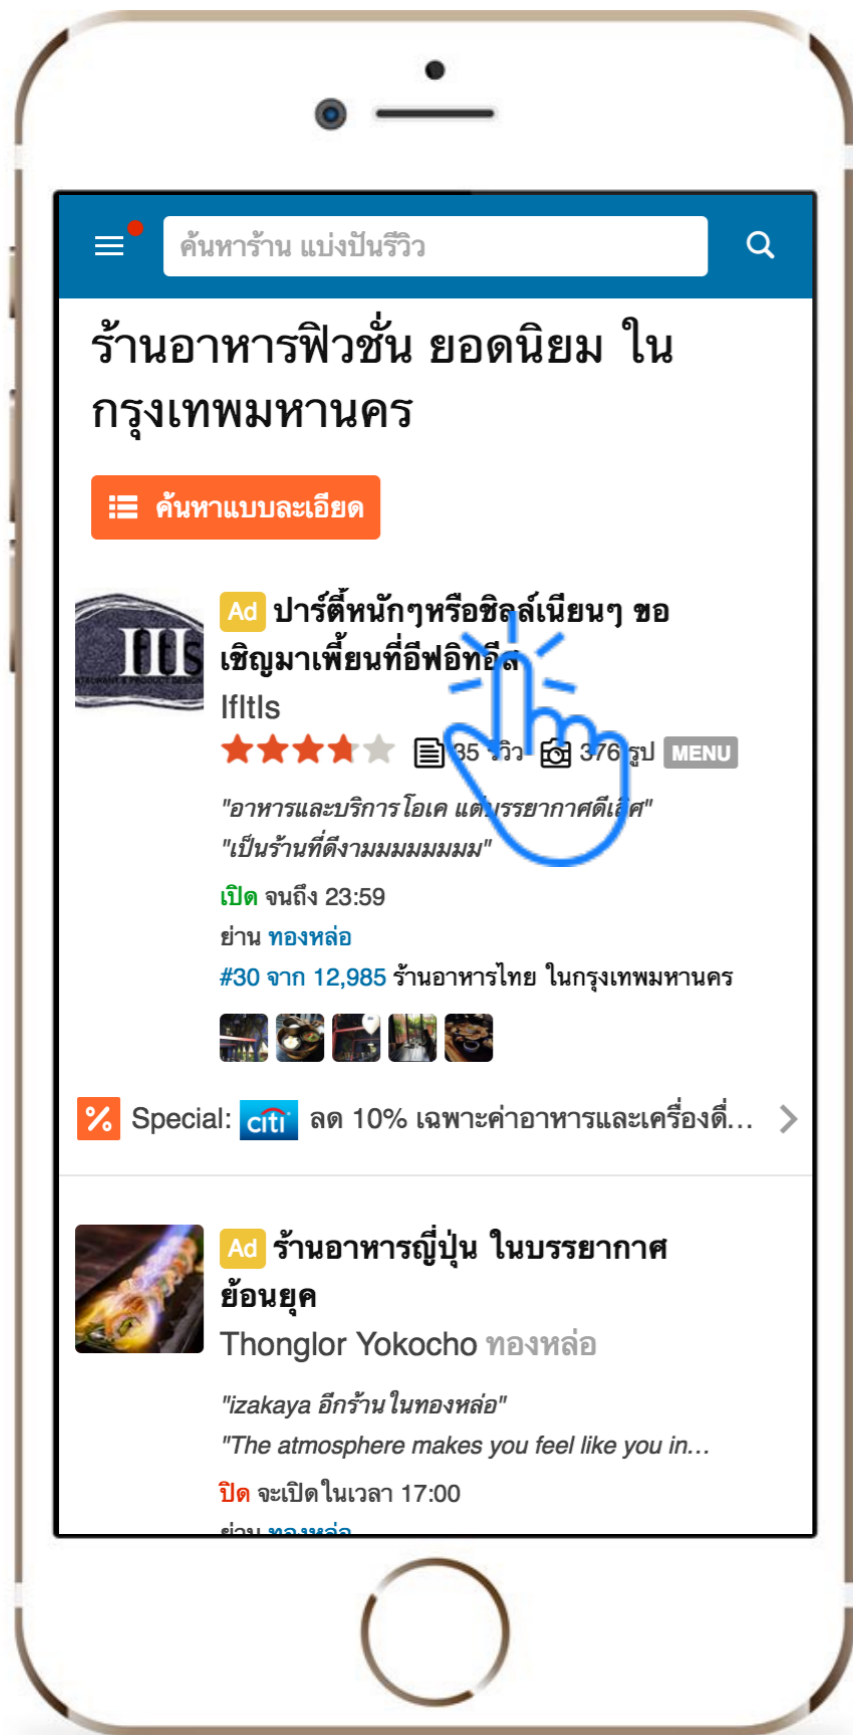 ค้นหาร้าน แบ่งปันรีวิว
ร้านอาหารฟิวชั่น ยอดนิยม ใน
กรุงเทพมหานคร
ค้นหาแบบละเอียด
Ad ปาร์ตี้หนักๆหรือชิลล์เนียนๆ ขอ
เชิญมาเพี้ยนที่อีฟอิทอีส
IfItIs
35 รีวิว 376 รูป MENU
"อาหารและบริการโอเค แต่บรรยากาศดีเลิศ"
"เป็นร้านที่ดีงามมมมมมมม"
เปิด จนถึง 23:59
ย่าน ทองหล่อ
#30 จาก 12,985 ร้านอาหารไทย ในกรุงเทพมหานคร
% Special: citi ลด 10% เฉพาะค่าอาหารและเครื่องดื่...
Ad ร้านอาหารญี่ปุ่น ในบรรยากาศ
ย้อนยุค
Thonglor Yokocho ทองหล่อ
"izakaya อีกร้านในทองหล่อ"
"The atmosphere makes you feel like you in...
ปิด จะเปิดในเวลา 17:00
ย่าน ทองหล่อ